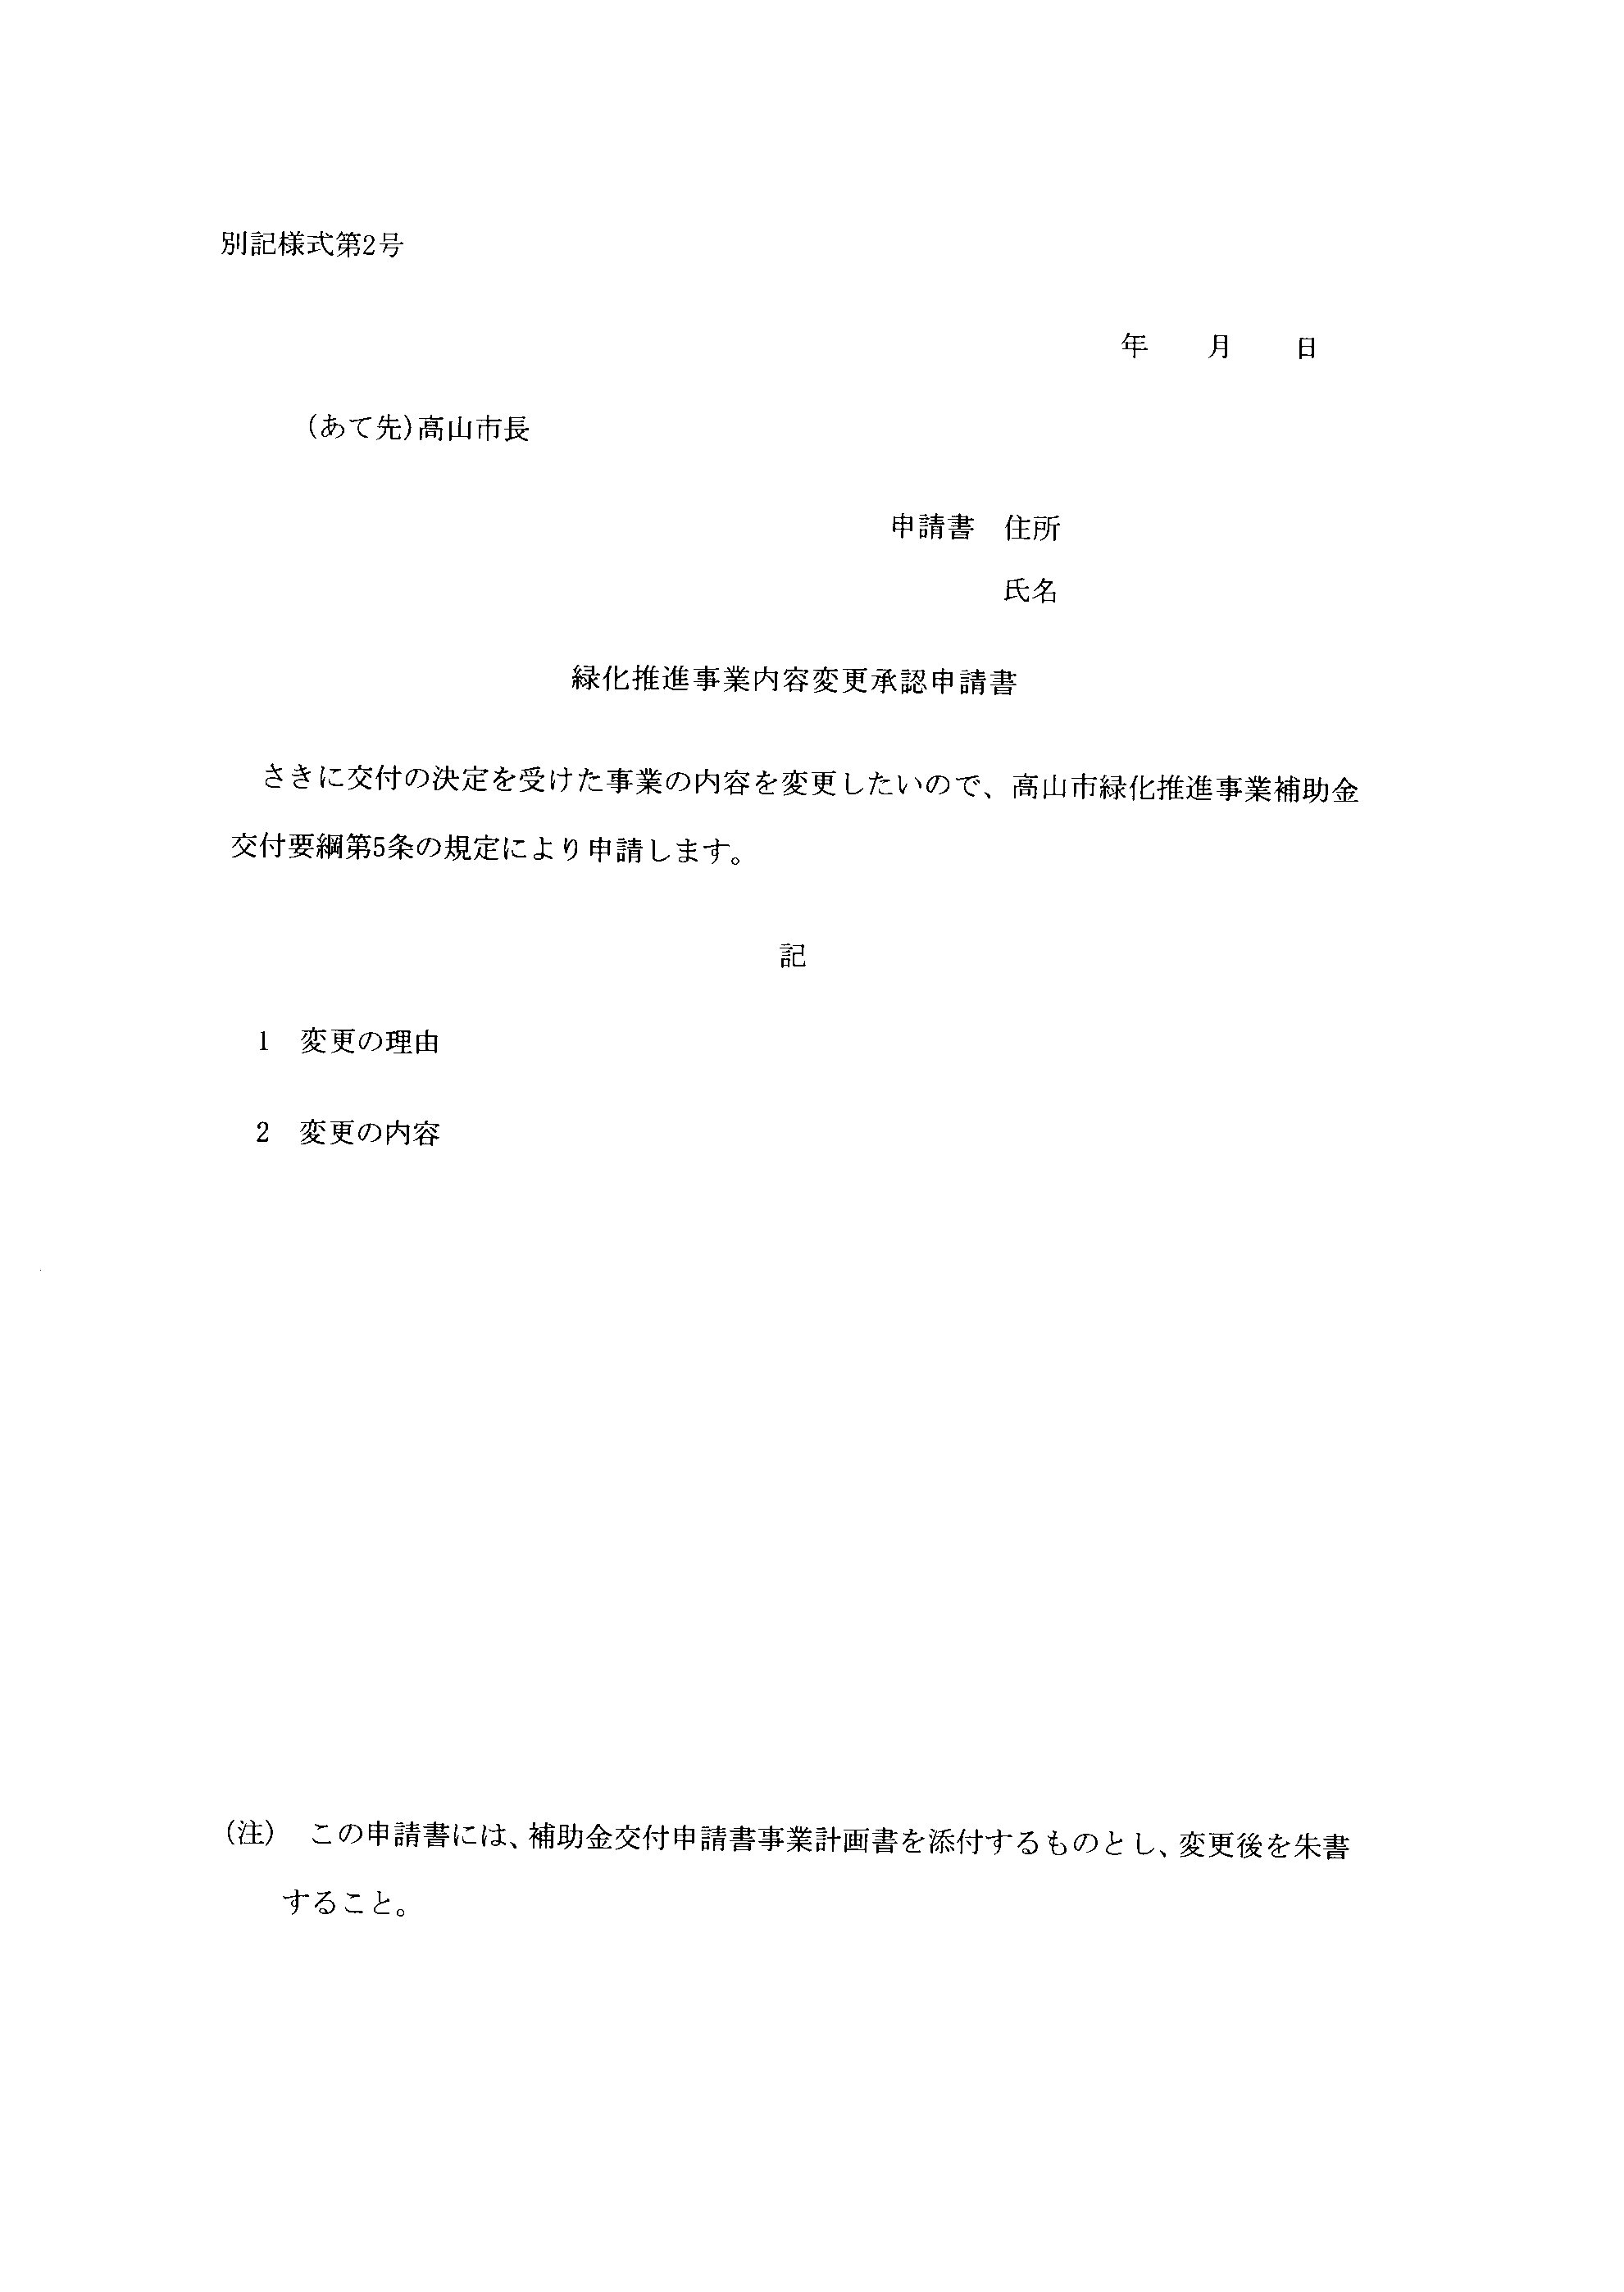 別記様式第2号
年　　月　　日
(あて先)高山市長
申請書　住所
氏名
緑化推進事業内容変更承認申請書
さきに交付の決定を受けた事業の内容を変更したいので、高山市緑化推進事業補助金
交付要綱第5条の規定により申請します。
記
1　変更の理由
2　変更の内容
(注)　この申請書には、補助金交付申請書事業計画書を添付するものとし、変更後を朱書
すること。